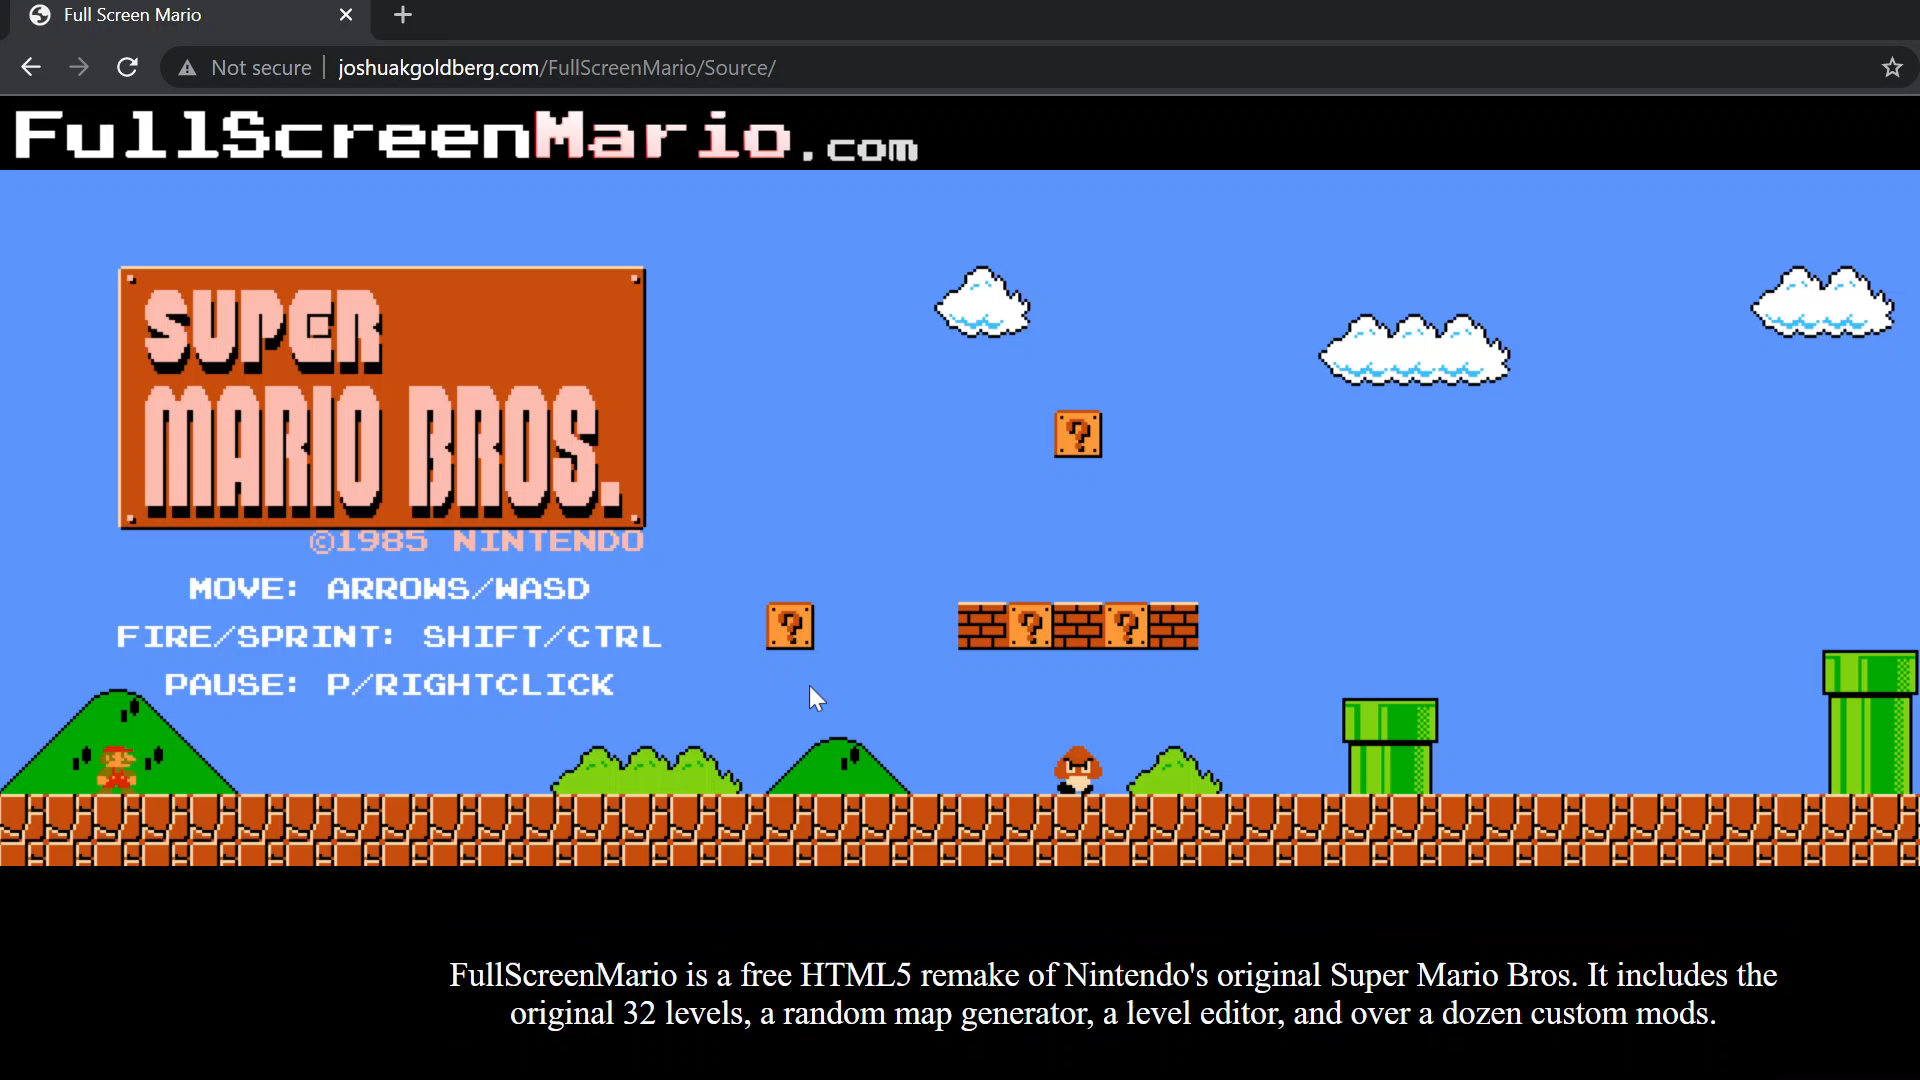 Full Screen Mario
Not secure
joshuakgoldberg.com/FullScreenMario/Source/
FullScreenMario.com
SUPER
MARIO BROS.
©1985 NINTENDO
MOVE: ARROWS/WASD
FIRE/SPRINT: SHIFT/CTRL
PAUSE: P/RIGHTCLICK
?
?
? ?
FullScreenMario is a free HTML5 remake of Nintendo's original Super Mario Bros. It includes the
original 32 levels, a random map generator, a level editor, and over a dozen custom mods.